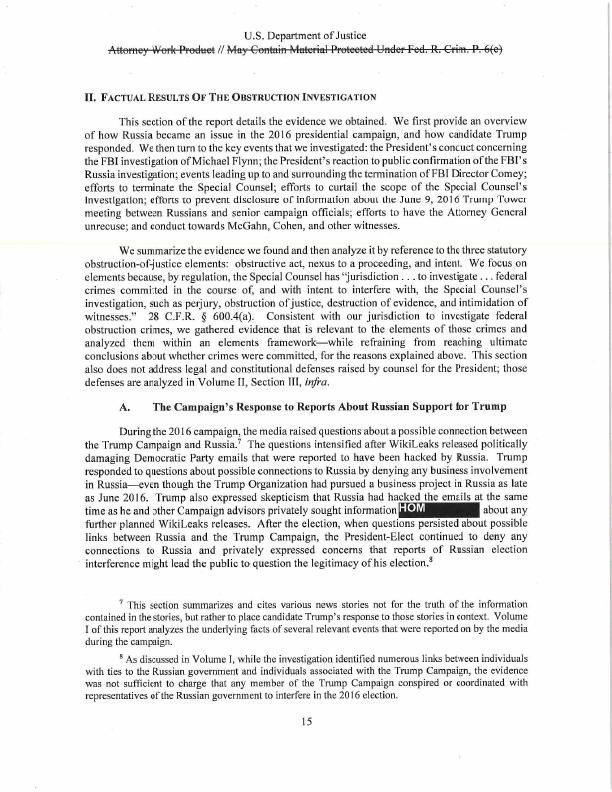 U.S. Department of Justice
Attorney Work Product // May Contain Material Protected Under Fed. R. Crim. P. 6(e)
II. FACTUAL RESULTS OF THE OBSTRUCTION INVESTIGATION
This section of the report details the evidence we obtained. We first provide an overview
of how Russia became an issue in the 2016 presidential campaign, and how candidate Trump
responded. We then turn to the key events that we investigated: the President's conduct concerning
the FBI investigation of Michael Flynn; the President's reaction to public confirmation of the FBI's
Russia investigation; events leading up to and surrounding the termination of FBI Director Comey;
efforts to terminate the Special Counsel; efforts to curtail the scope of the Special Counsel's
investigation; efforts to prevent disclosure of information about the June 9, 2016 Trump Tower
meeting between Russians and senior campaign officials; efforts to have the Attorney General
unrecuse; and conduct towards McGahn, Cohen, and other witnesses.
We summarize the evidence we found and then analyze it by reference to the three statutory
obstruction-of-justice elements: obstructive act, nexus to a proceeding, and intent. We focus on
elements because, by regulation, the Special Counsel has "jurisdiction . . . to investigate . . . federal
crimes committed in the course of, and with intent to interfere with, the Special Counsel's
investigation, such as perjury, obstruction of justice, destruction of evidence, and intimidation of
witnesses." 28 C.F.R. § 600.4(a). Consistent with our jurisdiction to investigate federal
obstruction crimes, we gathered evidence that is relevant to the elements of those crimes and
analyzed them within an elements framework—while refraining from reaching ultimate
conclusions about whether crimes were committed, for the reasons explained above. This section
also does not address legal and constitutional defenses raised by counsel for the President; those
defenses are analyzed in Volume II, Section III, infra.
A. The Campaign's Response to Reports About Russian Support for Trump
During the 2016 campaign, the media raised questions about a possible connection between
the Trump Campaign and Russia.7 The questions intensified after WikiLeaks released politically
damaging Democratic Party emails that were reported to have been hacked by Russia. Trump
responded to questions about possible connections to Russia by denying any business involvement
in Russia—even though the Trump Organization had pursued a business project in Russia as late
as June 2016. Trump also expressed skepticism that Russia had hacked the emails at the same
time as he and other Campaign advisors privately sought information HOM about any
further planned WikiLeaks releases. After the election, when questions persisted about possible
links between Russia and the Trump Campaign, the President-Elect continued to deny any
connections to Russia and privately expressed concerns that reports of Russian election
interference might lead the public to question the legitimacy of his election.8
7 This section summarizes and cites various news stories not for the truth of the information
contained in the stories, but rather to place candidate Trump's response to those stories in context. Volume
I of this report analyzes the underlying facts of several relevant events that were reported on by the media
during the campaign.
8 As discussed in Volume I, while the investigation identified numerous links between individuals
with ties to the Russian government and individuals associated with the Trump Campaign, the evidence
was not sufficient to charge that any member of the Trump Campaign conspired or coordinated with
representatives of the Russian government to interfere in the 2016 election.
15